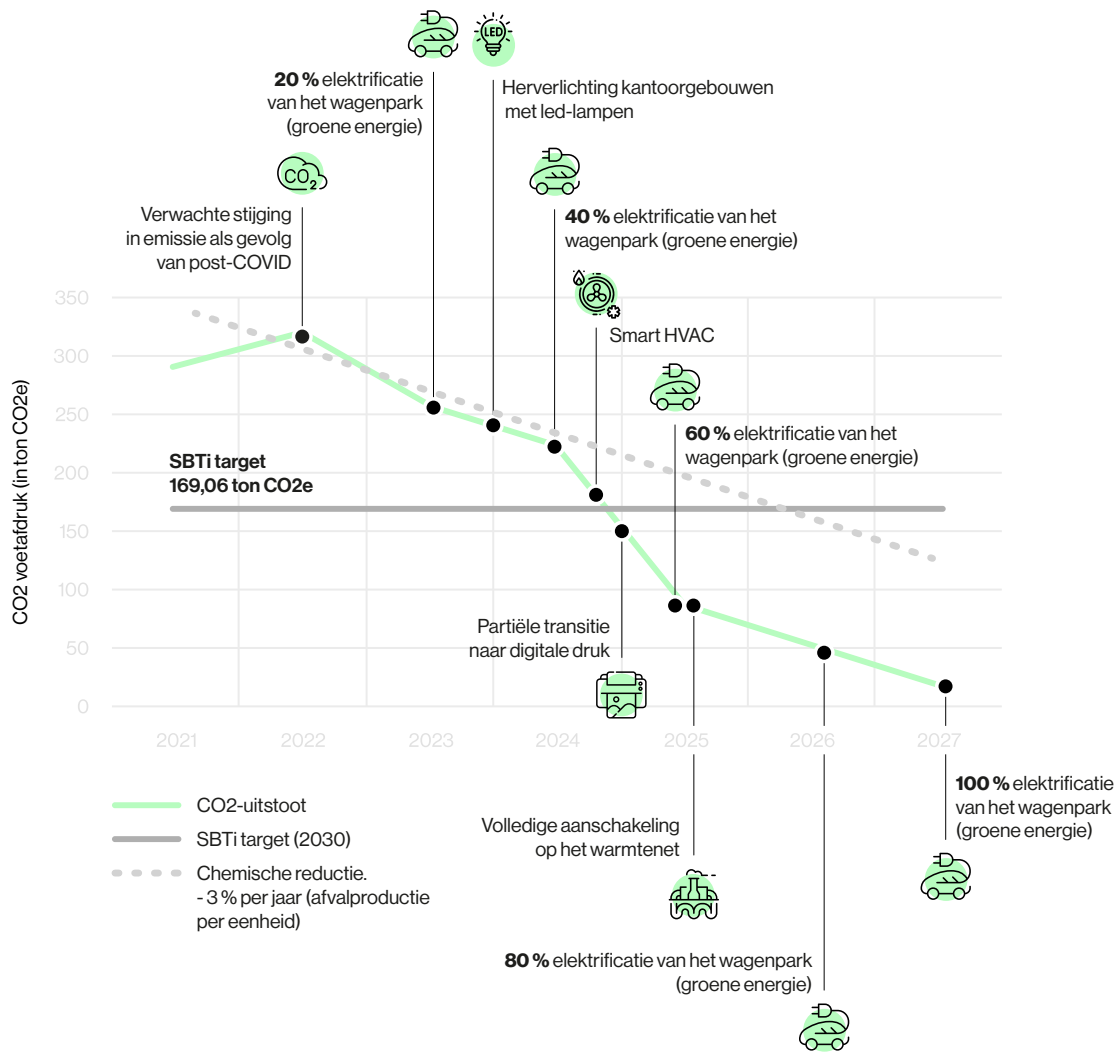 LED
20 % elektrificatie
van het wagenpark
(groene energie)
Herverlichting kantoorgebouwen
met led-lampen
CO2
Verwachte stijging
in emissie als gevolg
van post-COVID
40 % elektrificatie van het
wagenpark (groene energie)
Smart HVAC
60 % elektrificatie van het
wagenpark (groene energie)
CO2 voetafdruk (in ton CO2e)
350
300
250
200
150
100
50
0
SBTi target
169,06 ton CO2e
Partiële transitie
naar digitale druk
2021 2022 2023 2024 2025 2026 2027
CO2-uitstoot
SBTi target (2030)
Chemische reductie.
- 3 % per jaar (afvalproductie
per eenheid)
Volledige aanschakeling
op het warmtenet
100 % elektrificatie
van het wagenpark
(groene energie)
80 % elektrificatie van het wagenpark
(groene energie)